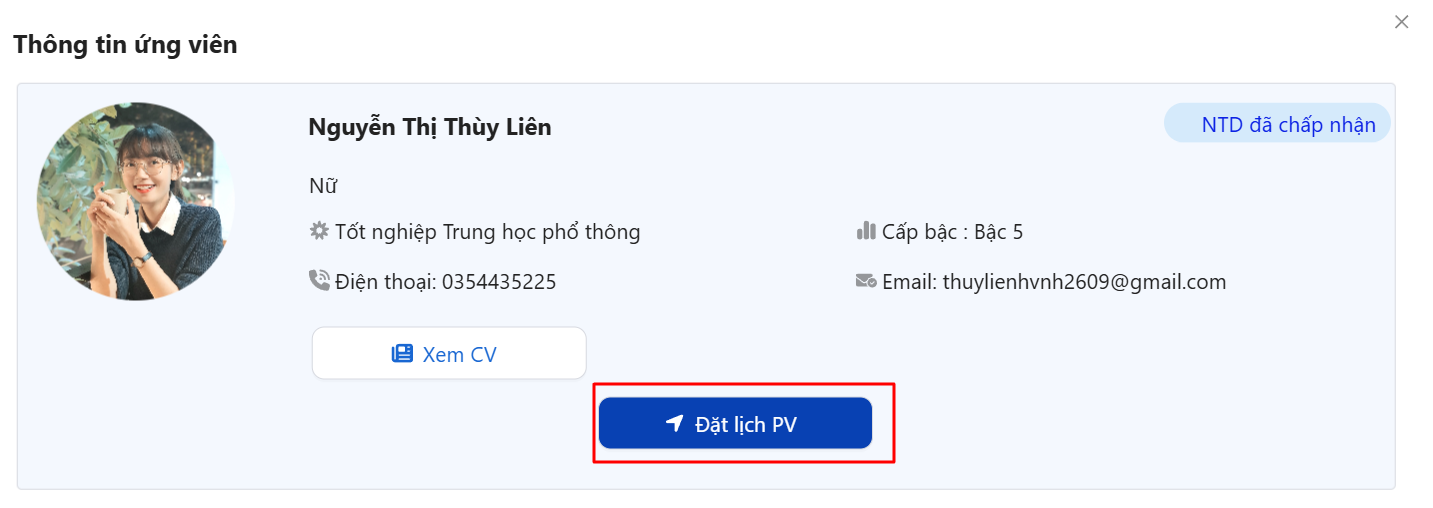 Thông tin ứng viên
Nguyễn Thị Thùy Liên
NTD đã chấp nhận
Nữ
Tốt nghiệp Trung học phổ thông
Cấp bậc : Bậc 5
Điện thoại: 0354435225
Email: thuylienhvnh2609@gmail.com
Xem CV
Đặt lịch PV